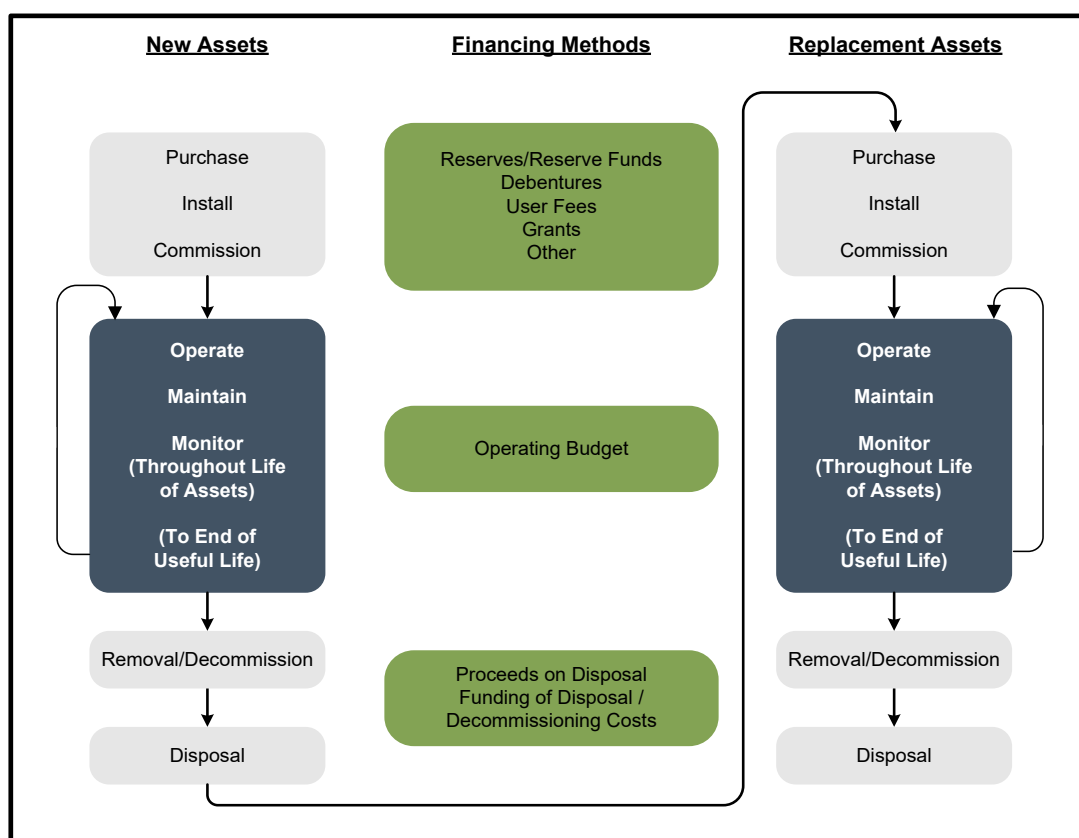 New Assets
Financing Methods
Replacement Assets
Purchase
Install
Commission
Operate
Maintain
Monitor
(Throughout Life
of Assets)
(To End of
Useful Life)
Removal/Decommission
Disposal
Reserves/Reserve Funds
Debentures
User Fees
Grants
Other
Operating Budget
Proceeds on Disposal
Funding of Disposal /
Decommissioning Costs
Purchase
Install
Commission
Operate
Maintain
Monitor
(Throughout Life
of Assets)
(To End of
Useful Life)
Removal/Decommission
Disposal